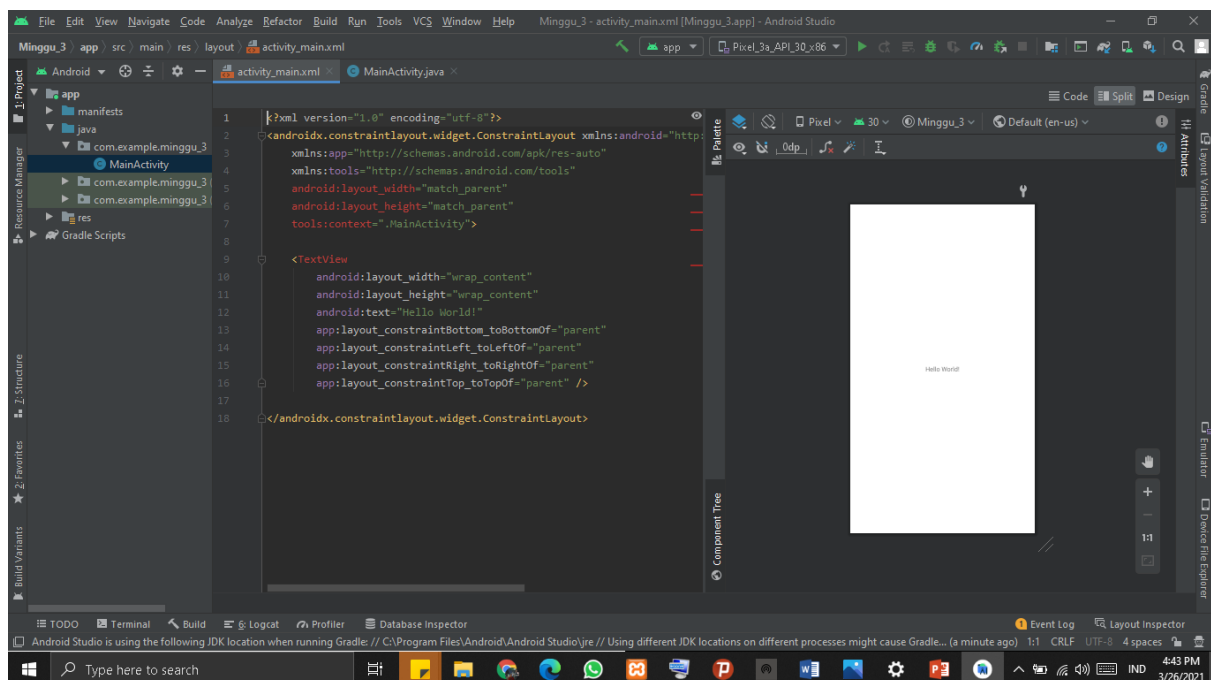 File Edit View Navigate Code Analyze Refactor Build Run Tools VCS Window Help Minggu_3 - activity_main.xml [Minggu_3.app] - Android Studio
Minggu_3 app src main res layout activity_main.xml app Pixel_3a_API_30_x86
Android activity_main.xml MainActivity.java
1: Project
Resource Manager
7: Structure
2: Favorites
Build Variants
app
manifests
java
com.example.minggu_3
MainActivity
com.example.minggu_3 (
com.example.minggu_3 (
res
Gradle Scripts
1 <?xml version="1.0" encoding="utf-8"?>
2 <androidx.constraintlayout.widget.ConstraintLayout xmlns:android="http:
3 xmlns:app="http://schemas.android.com/apk/res-auto"
4 xmlns:tools="http://schemas.android.com/tools"
5 android:layout_width="match_parent"
6 android:layout_height="match_parent"
7 tools:context=".MainActivity">
8
9 <TextView
10 android:layout_width="wrap_content"
11 android:layout_height="wrap_content"
12 android:text="Hello World!"
13 app:layout_constraintBottom_toBottomOf="parent"
14 app:layout_constraintLeft_toLeftOf="parent"
15 app:layout_constraintRight_toRightOf="parent"
16 app:layout_constraintTop_toTopOf="parent" />
17
18 </androidx.constraintlayout.widget.ConstraintLayout>
Code Split Design
Palette
Component Tree
Pixel 30 Minggu_3 Default (en-us)
0dp
Hello World!
1:1
Attributes
Gradle
Layout Validation
Emulator
Device File Explorer
TODO Terminal Build 6: Logcat Profiler Database Inspector 1 Event Log Layout Inspector
Android Studio is using the following JDK location when running Gradle: // C:\Program Files\Android\Android Studio\jre // Using different JDK locations on different processes might cause Gradle... (a minute ago) 1:1 CRLF UTF-8 4 spaces
Type here to search IND 4:43 PM
3/26/2021